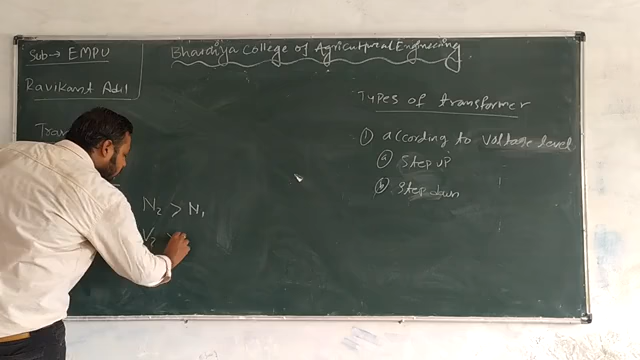 Sub→ EMPU
Bhardiya College of Agricultural Engineering
Ravikant
Types of transformer
① according to voltage level
ⓐ Step up
ⓑ Step down
N₂ > N₁
V₂ >